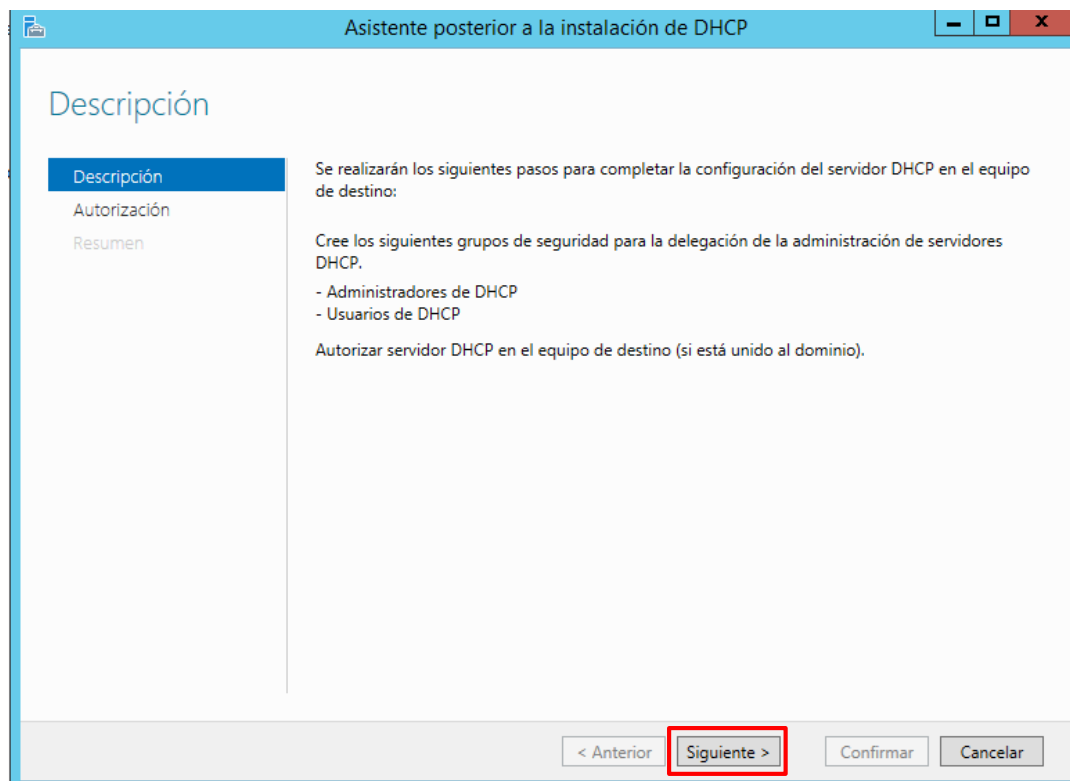 Asistente posterior a la instalación de DHCP
Descripción
Descripción
Autorización
Resumen
Se realizarán los siguientes pasos para completar la configuración del servidor DHCP en el equipo
de destino:
Cree los siguientes grupos de seguridad para la delegación de la administración de servidores
DHCP.
- Administradores de DHCP
- Usuarios de DHCP
Autorizar servidor DHCP en el equipo de destino (si está unido al dominio).
< Anterior
Siguiente >
Confirmar
Cancelar